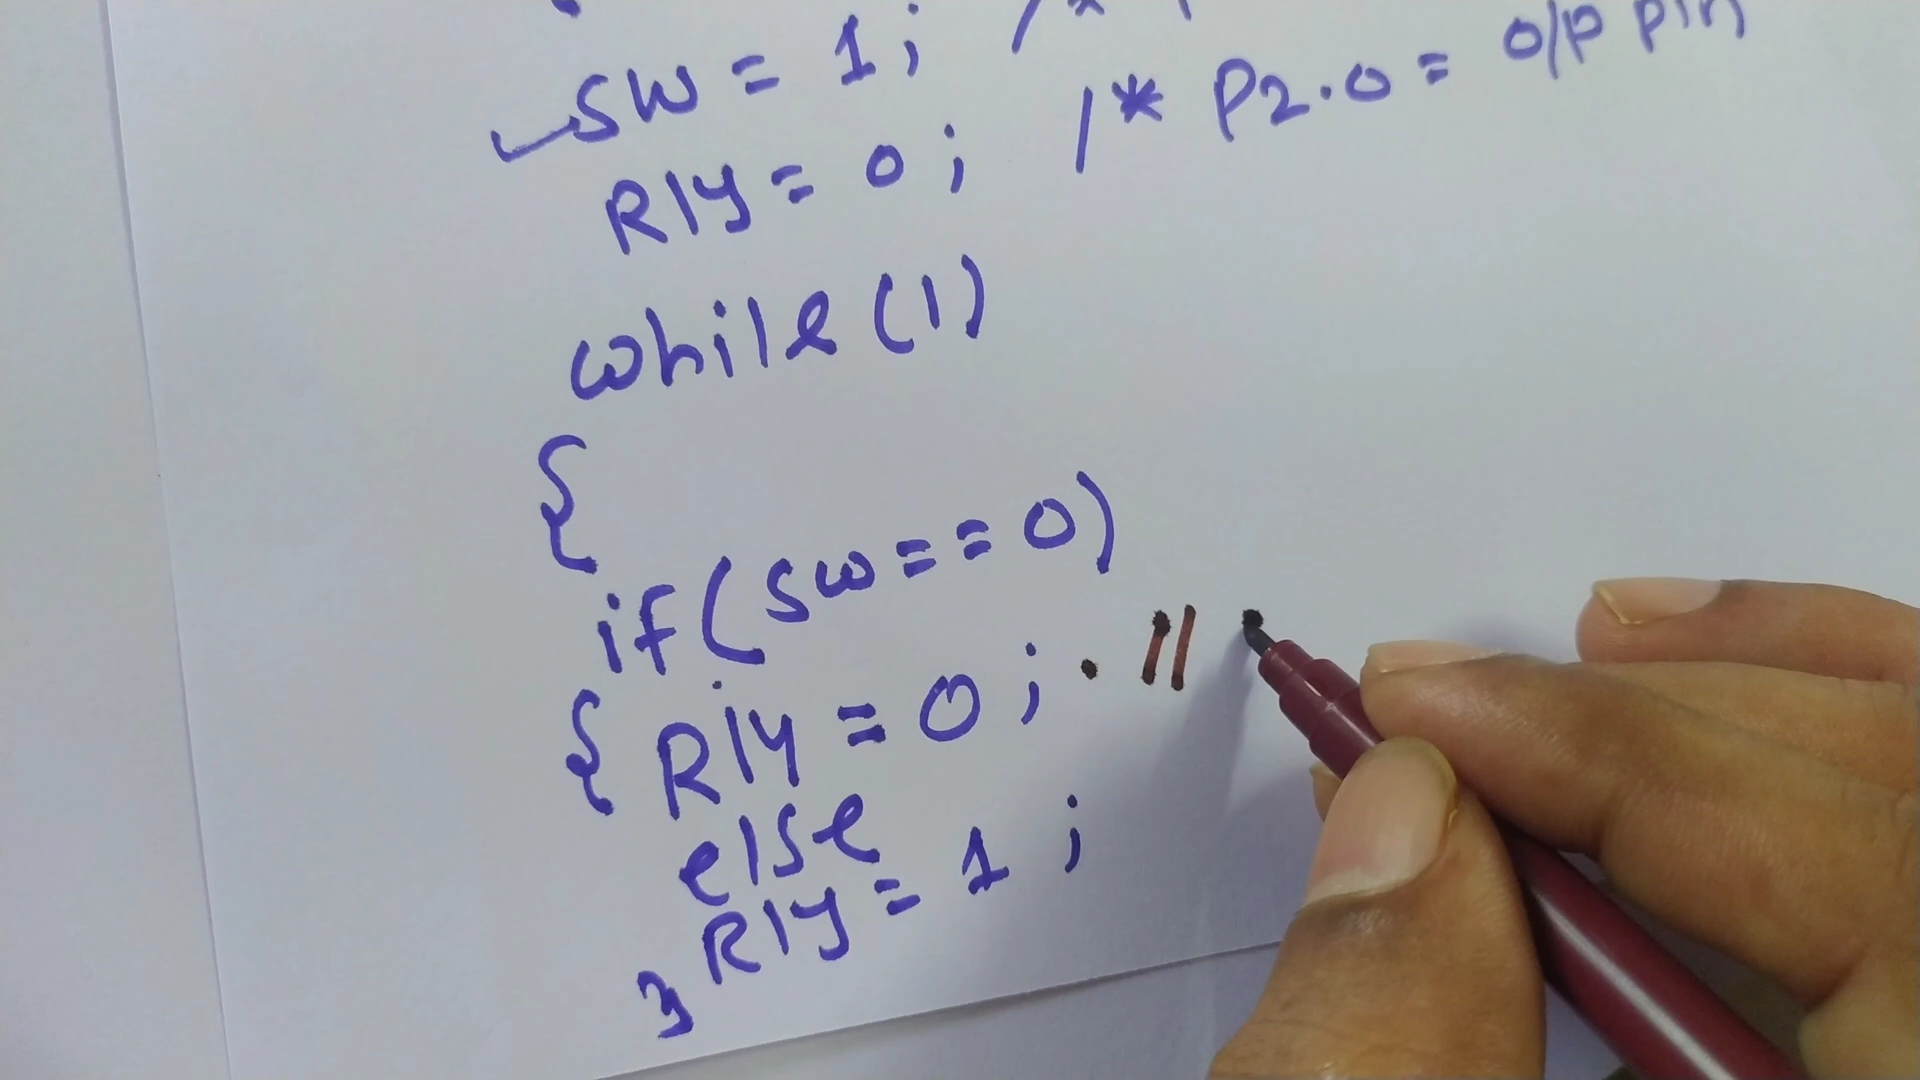 sw = 1; /*
Rly = 0; /* P2.0 = o/p pin
while (1)
{
if (sw == 0)
{ Rly = 0; . //
else
Rly = 1;
}